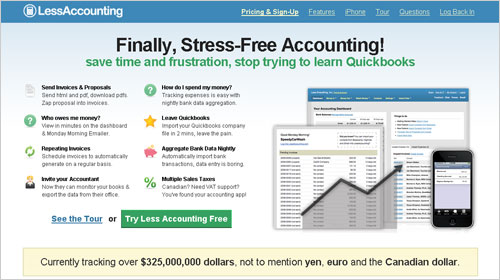 LessAccounting
Pricing & Sign-Up Features iPhone Tour Questions Log Back In
Finally, Stress-Free Accounting!
save time and frustration, stop trying to learn Quickbooks
Send Invoices & Proposals
Send html and pdf, download pdfs.
Zap proposal into invoices.
How do I spend my money?
Tracking expenses is easy with
nightly bank data aggregation.
Who owes me money?
View in minutes on the dashboard
& Monday Morning Emailer.
Leave Quickbooks
Import your Quickbooks company
file in 2 mins, leave the pain.
Repeating Invoices
Schedule invoices to automatically
generate on a regular basis.
Aggregate Bank Data Nightly
Automatically import bank
transactions, data entry is boring.
Invite your Accountant
Now they can monitor your books &
export the data from their office.
Multiple Sales Taxes
Canadian? Need VAT support?
You've found your accounting app!
See the Tour or Try Less Accounting Free
Your Accounting Dashboard
Good Monday Morning!
SpeedyCarWash
Currently tracking over $325,000,000 dollars, not to mention yen, euro and the Canadian dollar.